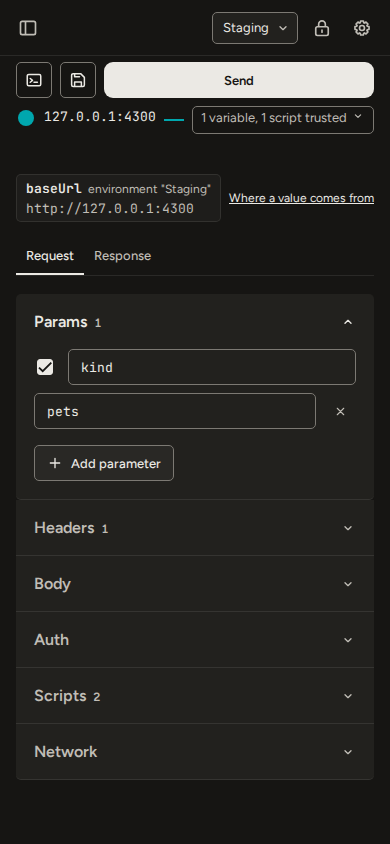 Staging
Send
127.0.0.1:4300
1 variable, 1 script trusted
baseUrl environment "Staging"
http://127.0.0.1:4300
Where a value comes from
Request Response
Params 1
kind
pets
Add parameter
Headers 1
Body
Auth
Scripts 2
Network